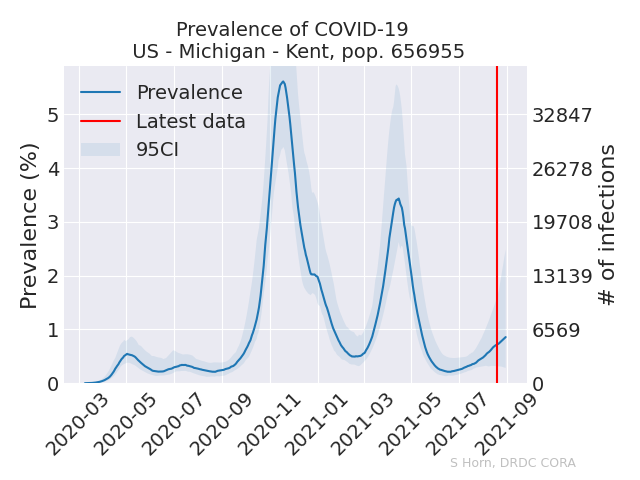 Prevalence of COVID-19
US - Michigan - Kent, pop. 656955
Prevalence
Latest data
95CI
Prevalence (%)
5
4
3
2
1
0
32847
26278
19708
13139
6569
0
# of infections
2020-03
2020-05
2020-07
2020-09
2020-11
2021-01
2021-03
2021-05
2021-07
2021-09
S Horn, DRDC CORA